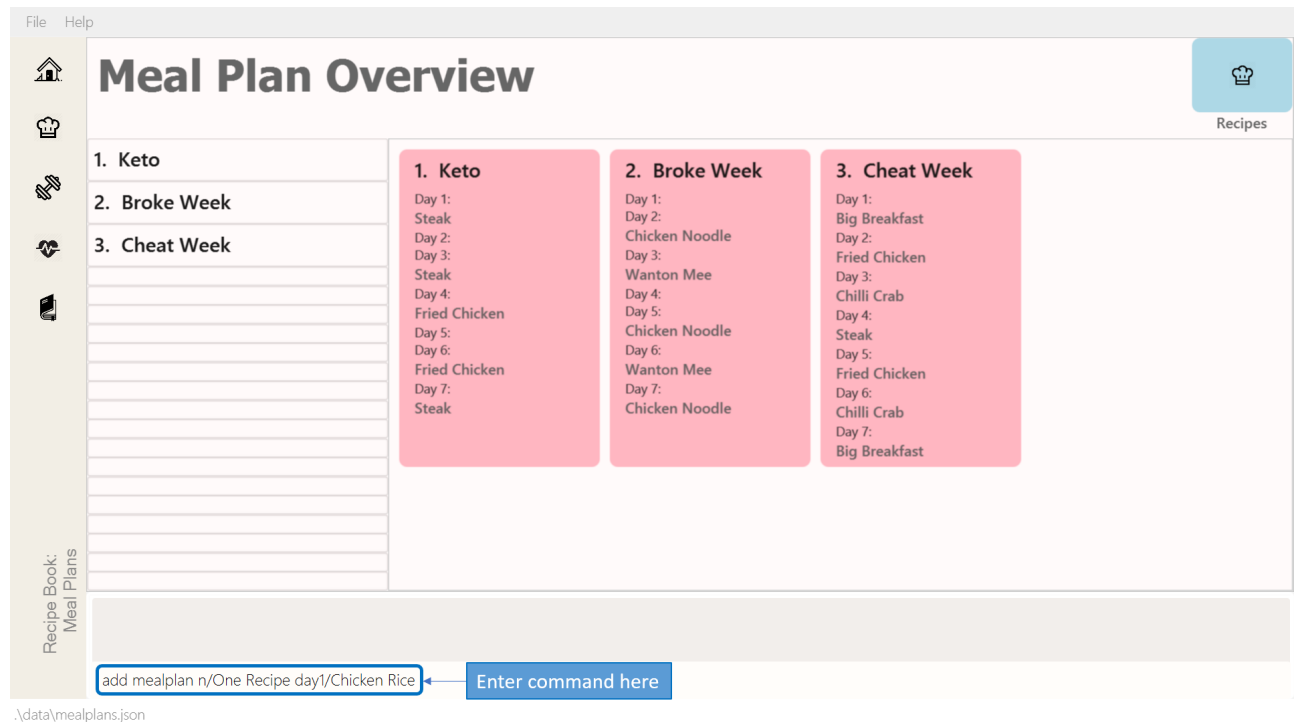 File Help
Meal Plan Overview
Recipes
1. Keto
2. Broke Week
3. Cheat Week
1. Keto
Day 1:
Steak
Day 2:
Day 3:
Steak
Day 4:
Fried Chicken
Day 5:
Day 6:
Fried Chicken
Day 7:
Steak
2. Broke Week
Day 1:
Day 2:
Chicken Noodle
Day 3:
Wanton Mee
Day 4:
Day 5:
Chicken Noodle
Day 6:
Wanton Mee
Day 7:
Chicken Noodle
3. Cheat Week
Day 1:
Big Breakfast
Day 2:
Fried Chicken
Day 3:
Chilli Crab
Day 4:
Steak
Day 5:
Fried Chicken
Day 6:
Chilli Crab
Day 7:
Big Breakfast
Recipe Book:
Meal Plans
add mealplan n/One Recipe day1/Chicken Rice
Enter command here
.\data\mealplans.json